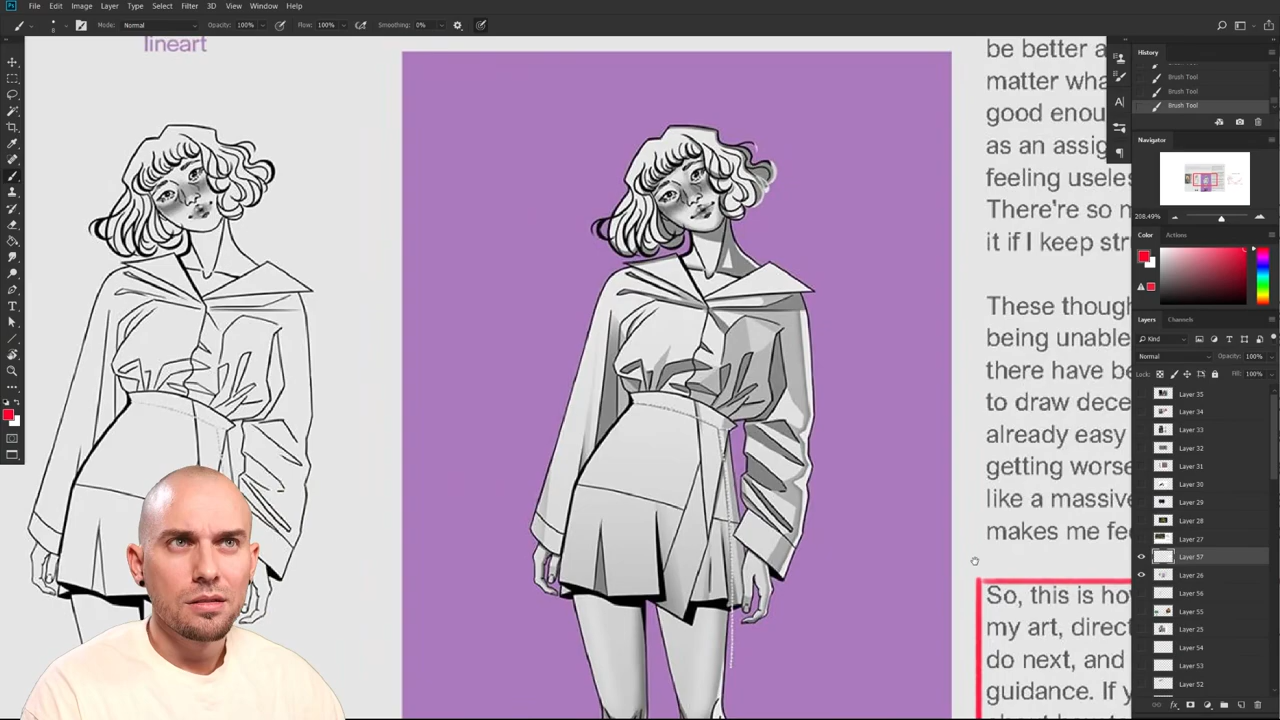 File Edit Image Layer Type Select Filter 3D View Window Help
Mode: Normal Opacity: 100% Flow: 100% Smoothing: 0%
lineart
be better a
matter wha
good enou
as an assig
feeling useles
There're so m
it if I keep str
These though
being unable
there have be
to draw dece
already easy
getting worse
like a massiv
makes me fee
So, this is how
my art, direct
do next, and
guidance. If y
History
Brush Tool
Brush Tool
Brush Tool
Navigator
208.49%
Color Actions
Layers Channels
Kind
Normal Opacity: 100%
Lock: Fill: 100%
Layer 35
Layer 34
Layer 33
Layer 32
Layer 31
Layer 30
Layer 29
Layer 28
Layer 27
Layer 57
Layer 26
Layer 56
Layer 55
Layer 25
Layer 54
Layer 53
Layer 52